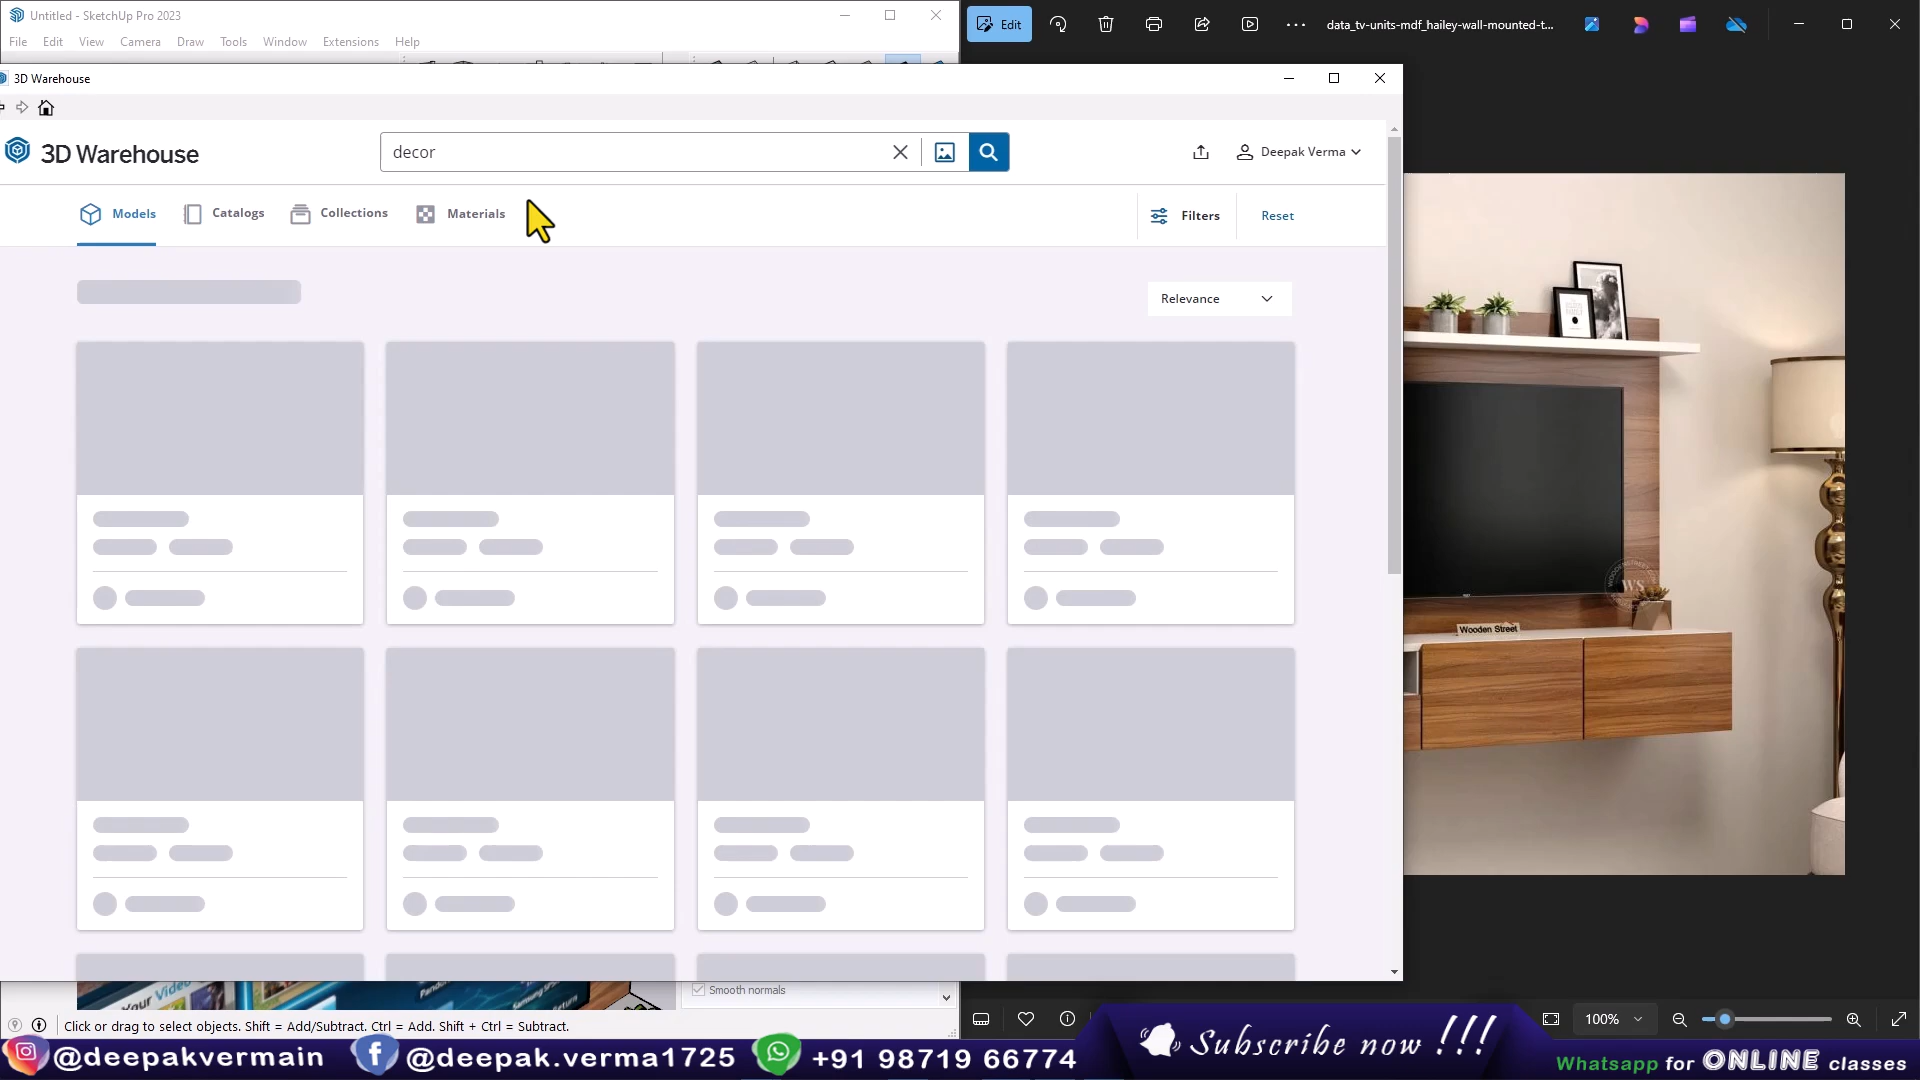 Untitled - SketchUp Pro 2023
File Edit View Camera Draw Tools Window Extensions Help
Edit
data_tv-units-mdf_hailey-wall-mounted-t...
3D Warehouse
3D Warehouse
decor
Deepak Verma
Models Catalogs Collections Materials
Filters
Reset
Relevance
WS
Wooden Street
Your Video
Smooth normals
Click or drag to select objects. Shift = Add/Subtract. Ctrl = Add. Shift + Ctrl = Subtract.
100%
@deepakvermain @deepak.verma1725 +91 98719 66774
Subscribe now !!!
Whatsapp for ONLINE classes